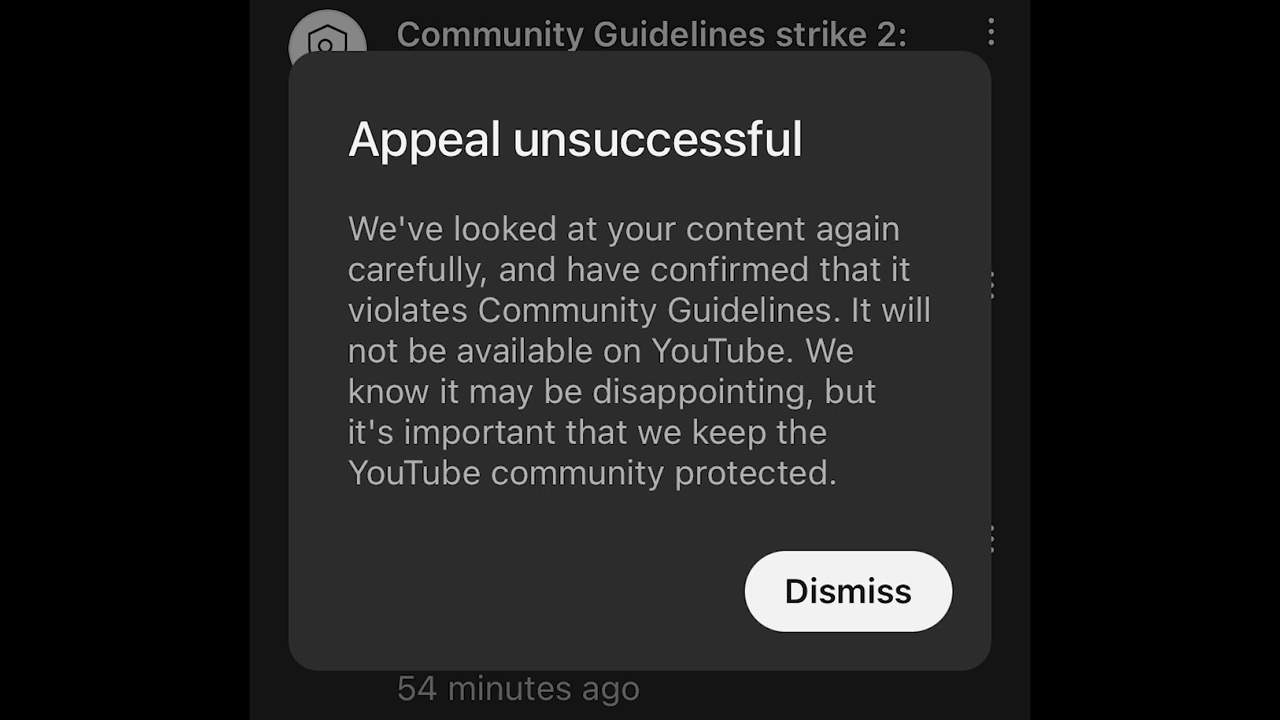 Community Guidelines strike 2:
Appeal unsuccessful
We've looked at your content again
carefully, and have confirmed that it
violates Community Guidelines. It will
not be available on YouTube. We
know it may be disappointing, but
it's important that we keep the
YouTube community protected.
Dismiss
54 minutes ago